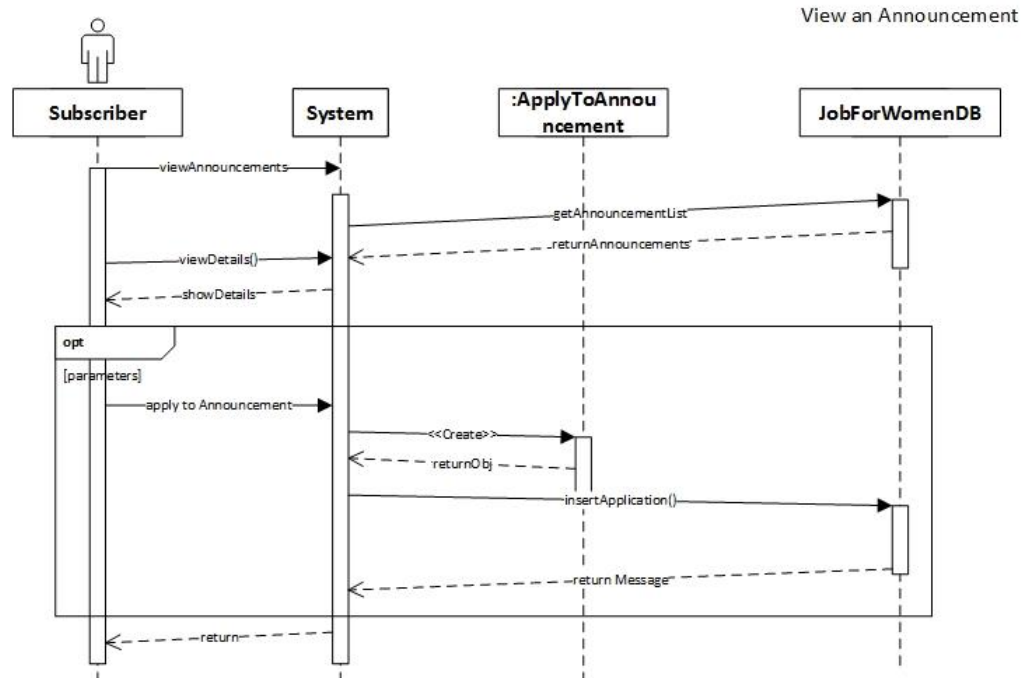 View an Announcement
Subscriber
System
:ApplyToAnnou
ncement
JobForWomenDB
viewAnnouncements
getAnnouncementList
returnAnnouncements
viewDetails()
showDetails
opt
[parameters]
apply to Announcement
<<Create>>
returnObj
insertApplication()
return Message
return